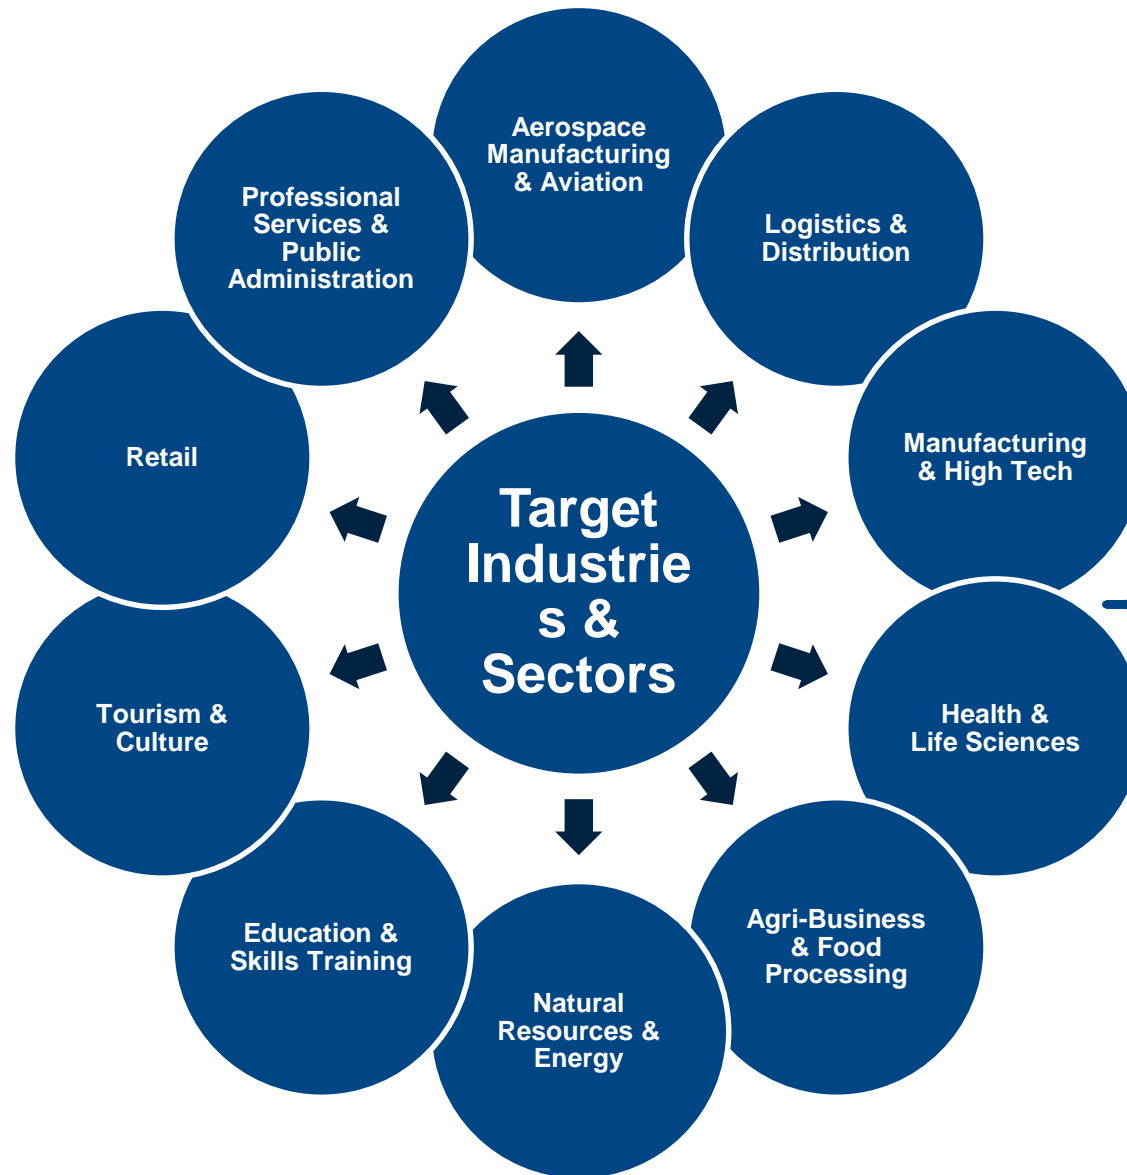 Aerospace
Manufacturing
& Aviation
Logistics &
Distribution
Manufacturing
& High Tech
Health &
Life Sciences
Agri-Business
& Food
Processing
Natural
Resources &
Energy
Education &
Skills Training
Tourism &
Culture
Retail
Professional
Services &
Public
Administration
Target
Industrie
s &
Sectors